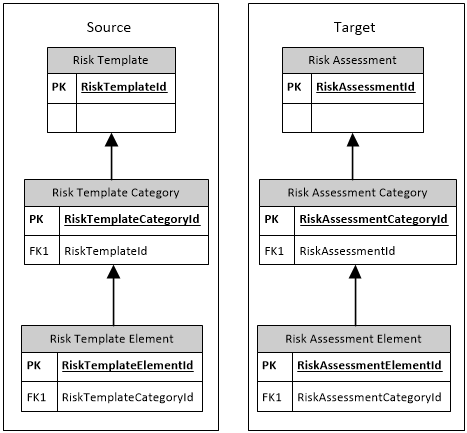 Source
Risk Template
PK RiskTemplateId
Risk Template Category
PK RiskTemplateCategoryId
FK1 RiskTemplateId
Risk Template Element
PK RiskTemplateElementId
FK1 RiskTemplateCategoryId
Target
Risk Assessment
PK RiskAssessmentId
Risk Assessment Category
PK RiskAssessmentCategoryId
FK1 RiskAssessmentId
Risk Assessment Element
PK RiskAssessmentElementId
FK1 RiskAssessmentCategoryId